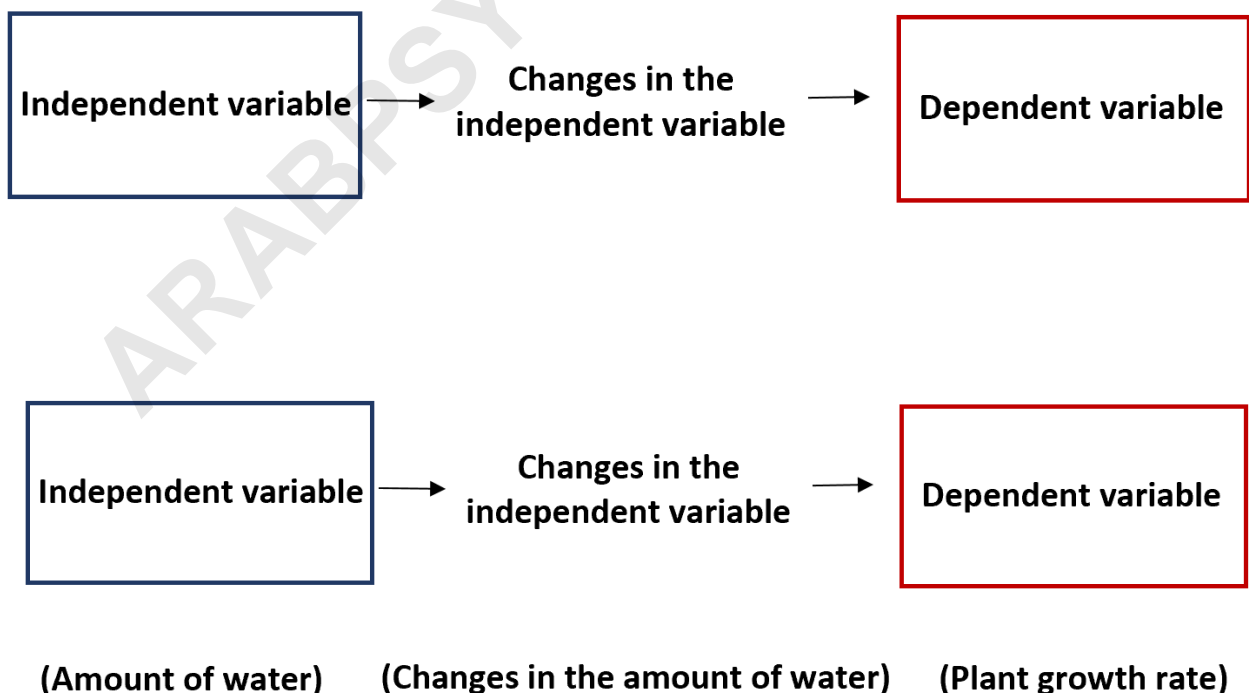 Independent variable
Changes in the
independent variable
Dependent variable
ARABPSY
Independent variable
Changes in the
independent variable
Dependent variable
(Amount of water)
(Changes in the amount of water)
(Plant growth rate)